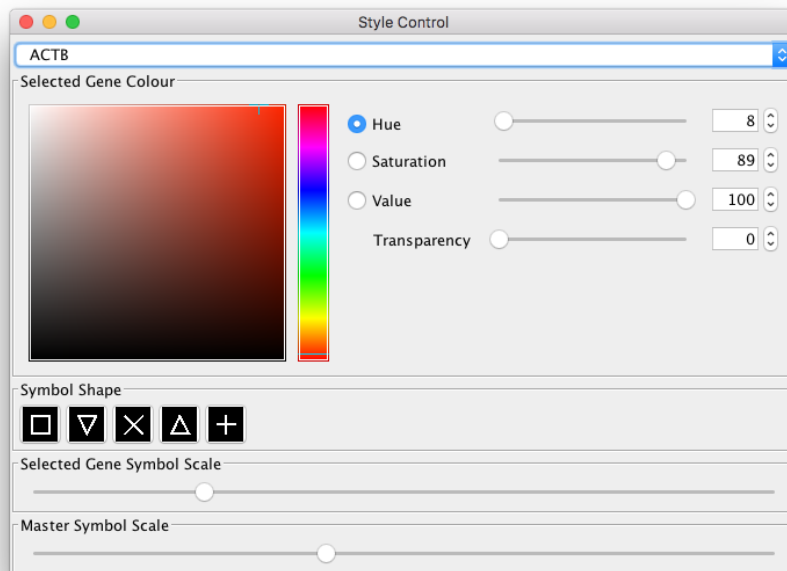 Style Control
ACTB
Selected Gene Colour
Hue 8
Saturation 89
Value 100
Transparency 0
Symbol Shape
Selected Gene Symbol Scale
Master Symbol Scale